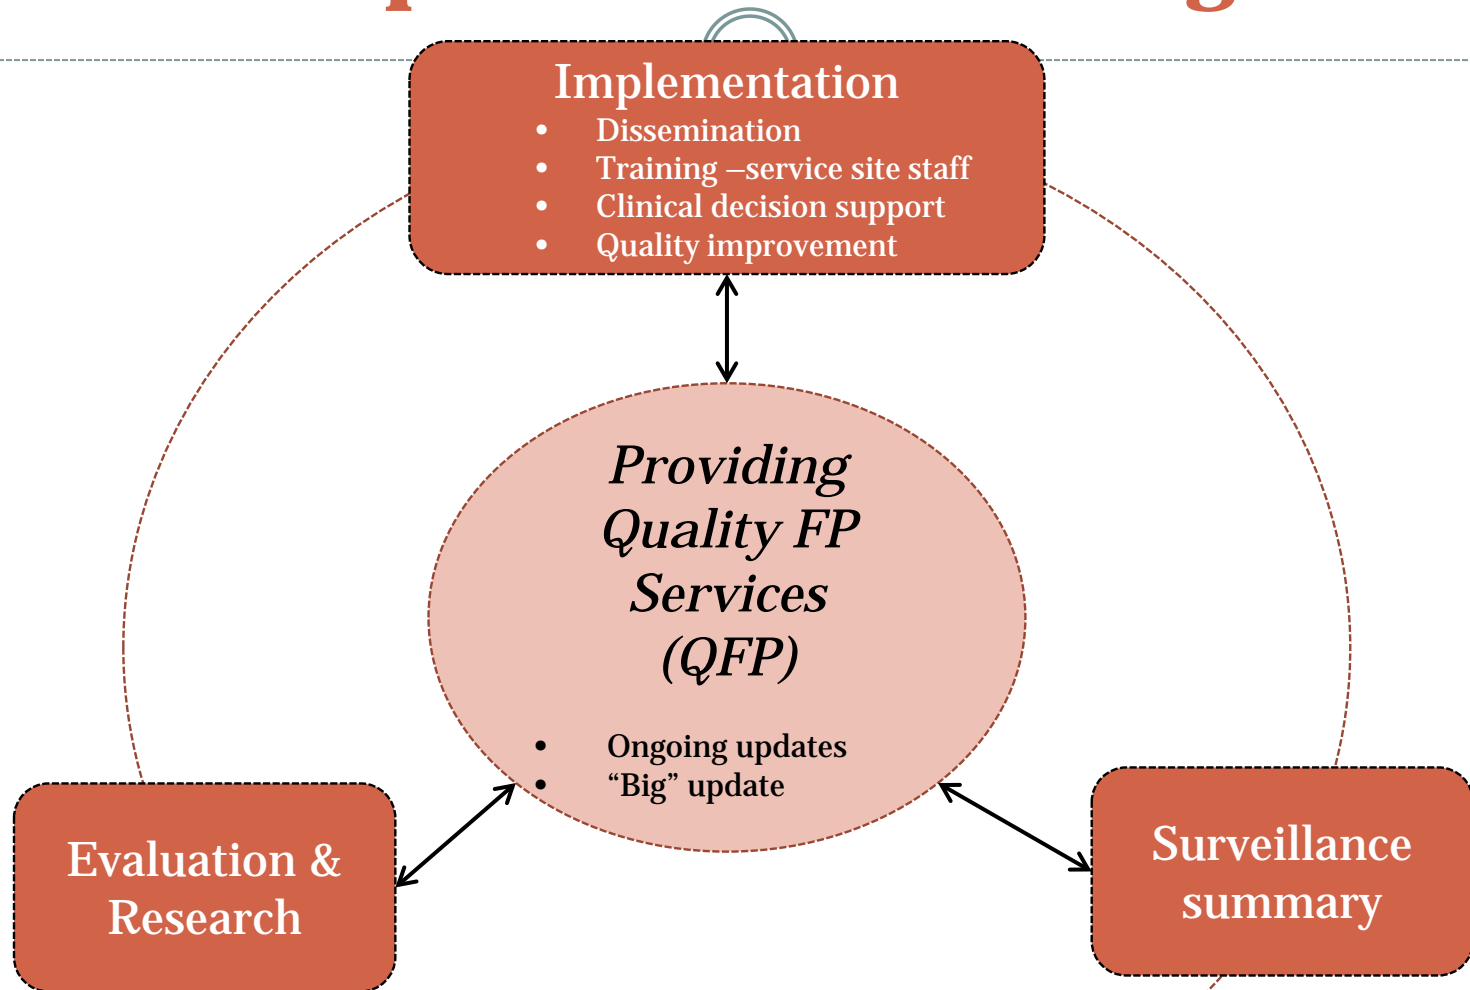 Implementation
• Dissemination
• Training –service site staff
• Clinical decision support
• Quality improvement
Providing
Quality FP
Services
(QFP)
• Ongoing updates
• “Big” update
Evaluation &
Research
Surveillance
summary